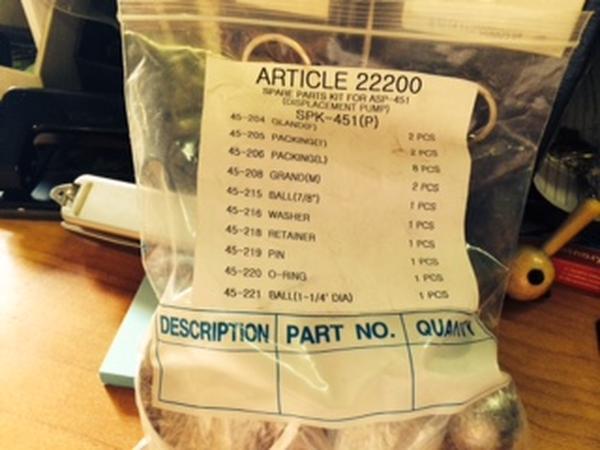 ARTICLE 22200
SPARE PARTS KIT FOR ASP-451
(DISPLACEMENT PUMP)
SPK-451(P)
45-204 GLAND(F) 2 PCS
45-205 PACKING(T) 2 PCS
45-206 PACKING(L) 8 PCS
45-208 GRAND(M) 2 PCS
45-215 BALL(7/8") 1 PCS
45-216 WASHER 1 PCS
45-218 RETAINER 1 PCS
45-219 PIN 1 PCS
45-220 O-RING 1 PCS
45-221 BALL(1-1/4' DIA) 1 PCS
DESCRIPTION PART NO.